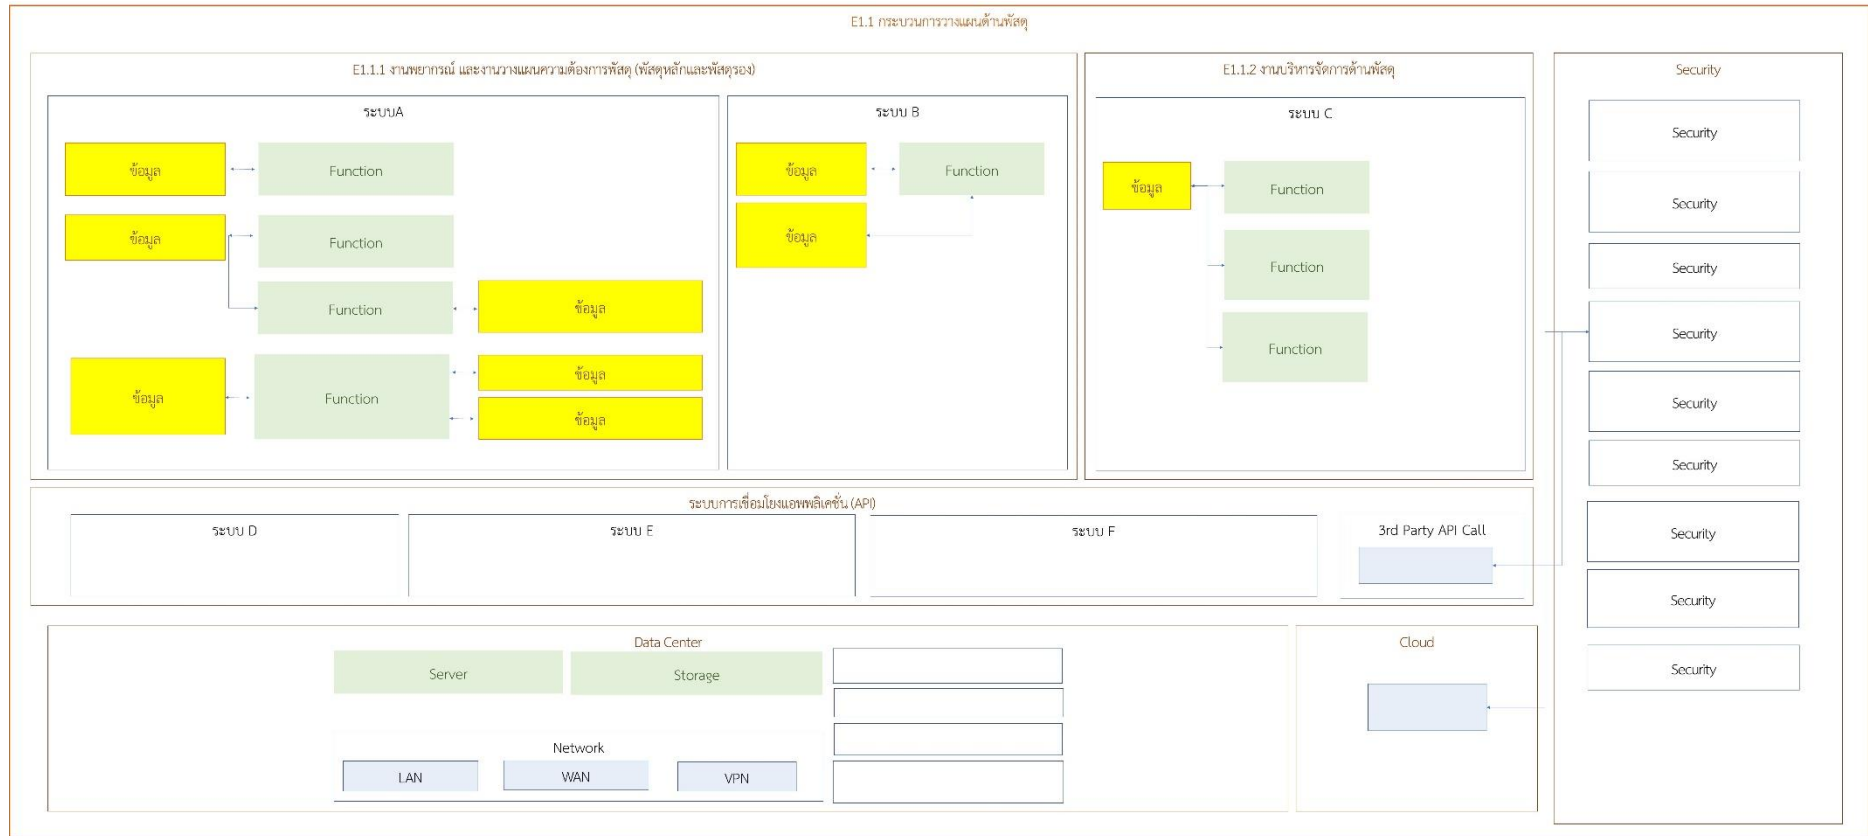 E1.1 กระบวนการวางแผนด้านพัสดุ
E1.1.1 งานพยากรณ์ และงานวางแผนความต้องการพัสดุ (พัสดุหลักและพัสดุรอง)
ระบบA
ข้อมูล
Function
ข้อมูล
Function
Function
ข้อมูล
ข้อมูล
Function
ข้อมูล
ข้อมูล
ระบบ B
ข้อมูล
Function
ข้อมูล
E1.1.2 งานบริหารจัดการด้านพัสดุ
ระบบ C
ข้อมูล
Function
Function
Function
Security
Security
Security
Security
Security
Security
Security
Security
Security
Security
ระบบการเชื่อมโยงแอพพลิเคชั่น (API)
ระบบ D
ระบบ E
ระบบ F
3rd Party API Call
Data Center
Server
Storage
Network
LAN
WAN
VPN
Cloud